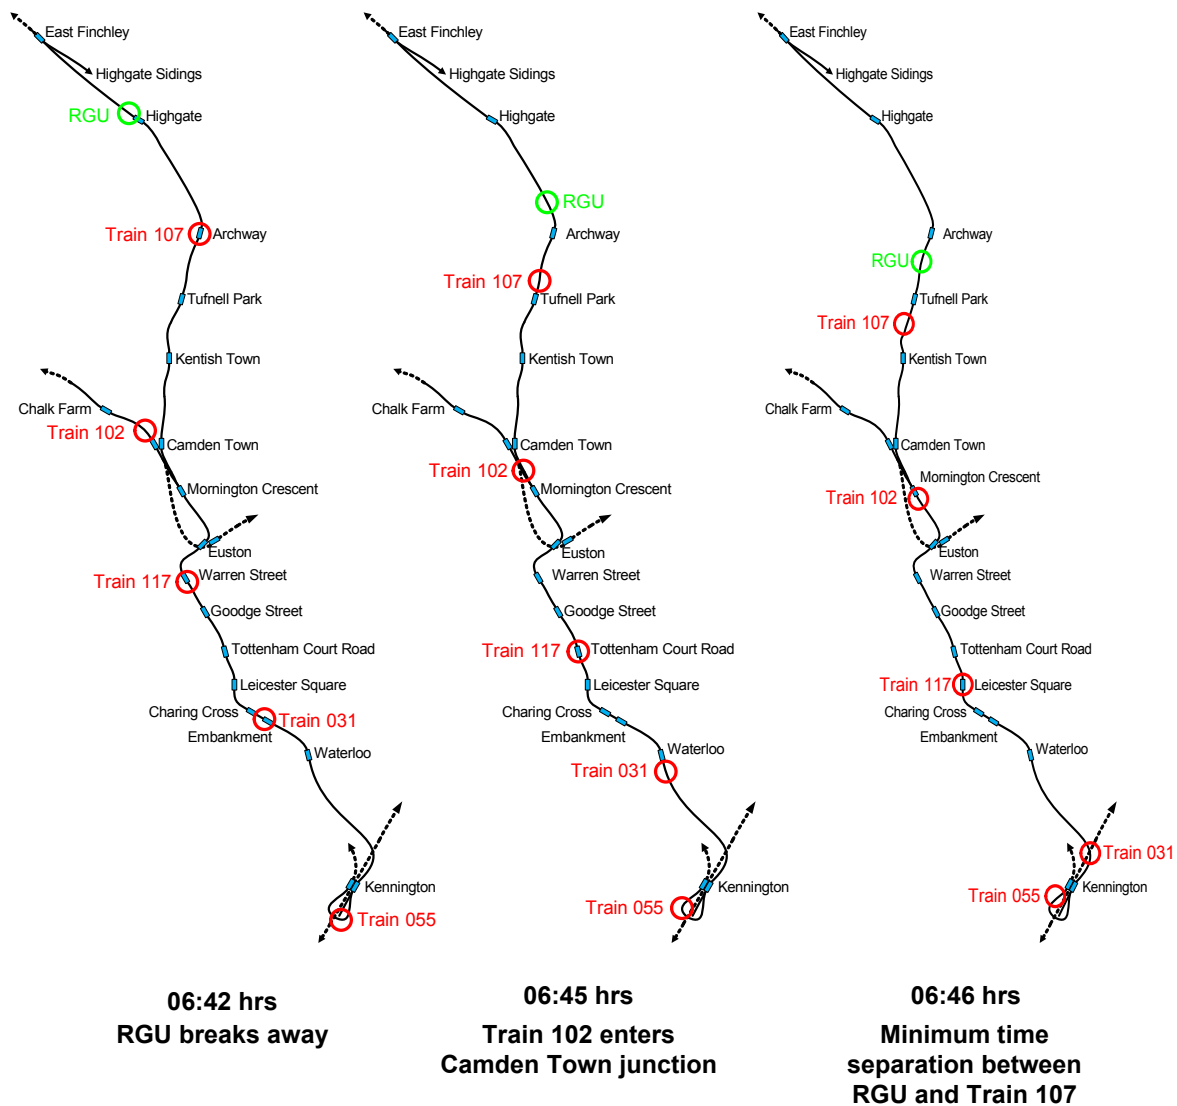 East Finchley
Highgate Sidings
RGU
Highgate
Train 107
Archway
Tufnell Park
Kentish Town
Chalk Farm
Train 102
Camden Town
Mornington Crescent
Euston
Train 117
Warren Street
Goodge Street
Tottenham Court Road
Leicester Square
Charing Cross
Train 031
Embankment
Waterloo
Kennington
Train 055
06:42 hrs
RGU breaks away
East Finchley
Highgate Sidings
Highgate
RGU
Archway
Train 107
Tufnell Park
Kentish Town
Chalk Farm
Camden Town
Train 102
Mornington Crescent
Euston
Warren Street
Goodge Street
Train 117
Tottenham Court Road
Leicester Square
Charing Cross
Embankment
Waterloo
Train 031
Kennington
Train 055
06:45 hrs
Train 102 enters
Camden Town junction
East Finchley
Highgate Sidings
Highgate
Archway
RGU
Tufnell Park
Train 107
Kentish Town
Chalk Farm
Camden Town
Mornington Crescent
Train 102
Euston
Warren Street
Goodge Street
Tottenham Court Road
Train 117
Leicester Square
Charing Cross
Embankment
Waterloo
Train 031
Kennington
Train 055
06:46 hrs
Minimum time
separation between
RGU and Train 107